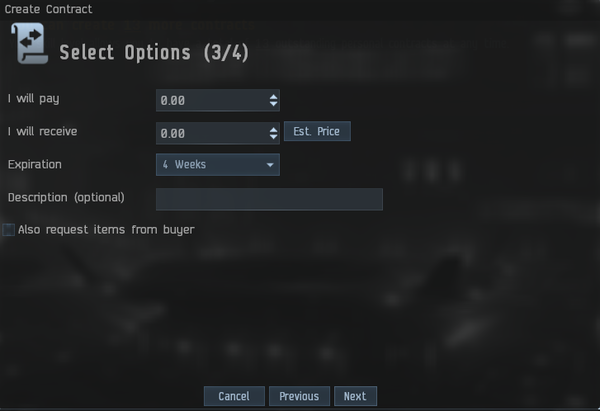 Create Contract
Select Options (3/4)
I will pay 0.00
I will receive 0.00 Est. Price
Expiration 4 Weeks
Description (optional)
Also request items from buyer
Cancel Previous Next